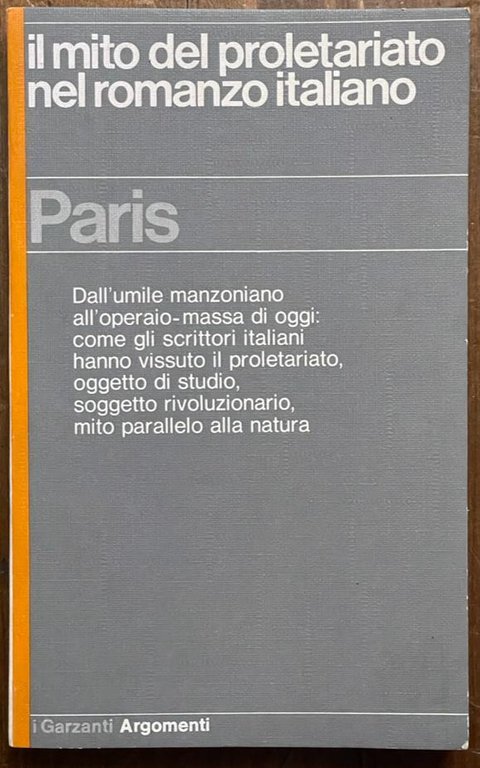 il mito del proletariato
nel romanzo italiano
Paris
Dall'umile manzoniano
all'operaio-massa di oggi:
come gli scrittori italiani
hanno vissuto il proletariato,
oggetto di studio,
soggetto rivoluzionario,
mito parallelo alla natura
i Garzanti Argomenti